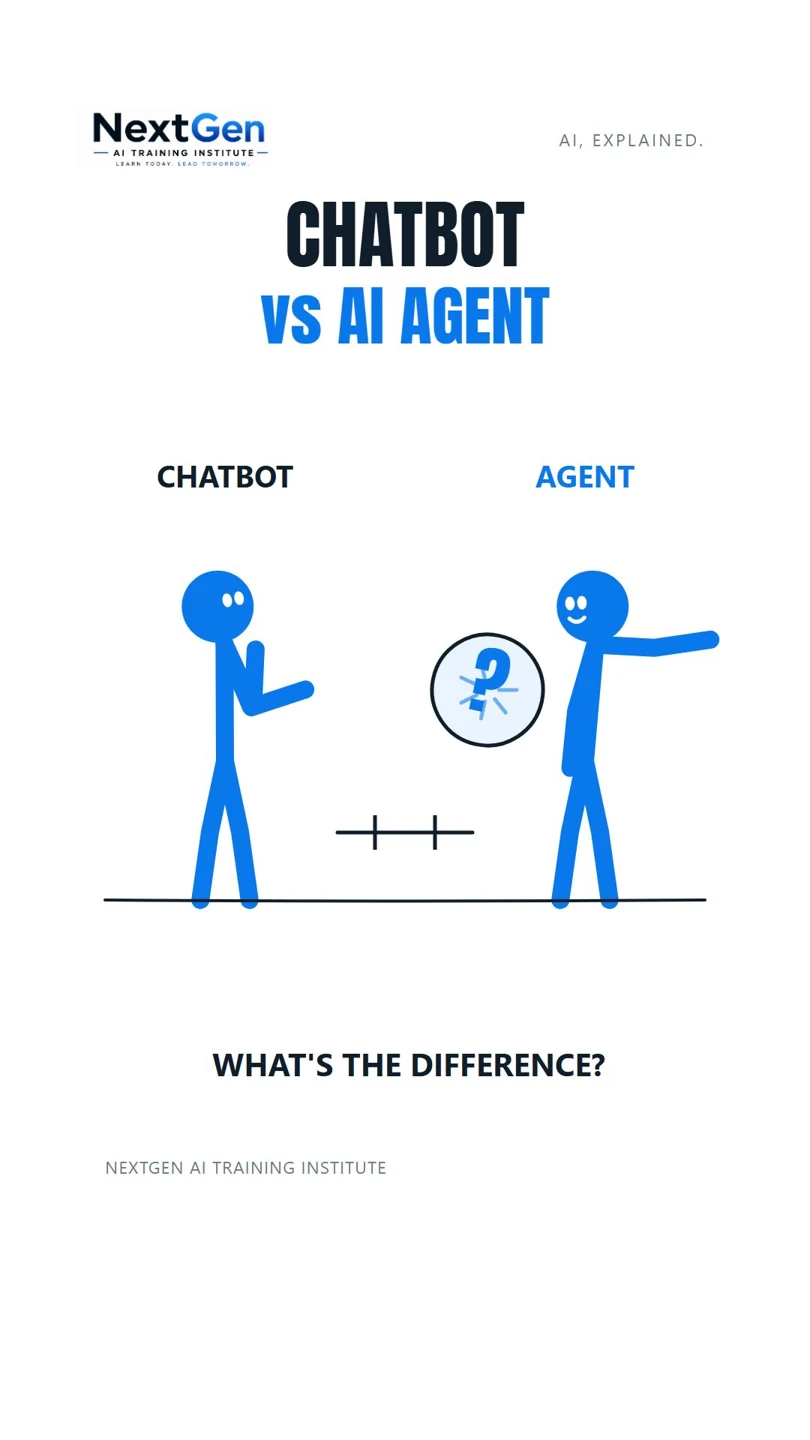 NextGen
AI TRAINING INSTITUTE
LEARN TODAY. LEAD TOMORROW.
AI, EXPLAINED.
CHATBOT
vs AI AGENT
CHATBOT
AGENT
?
WHAT'S THE DIFFERENCE?
NEXTGEN AI TRAINING INSTITUTE